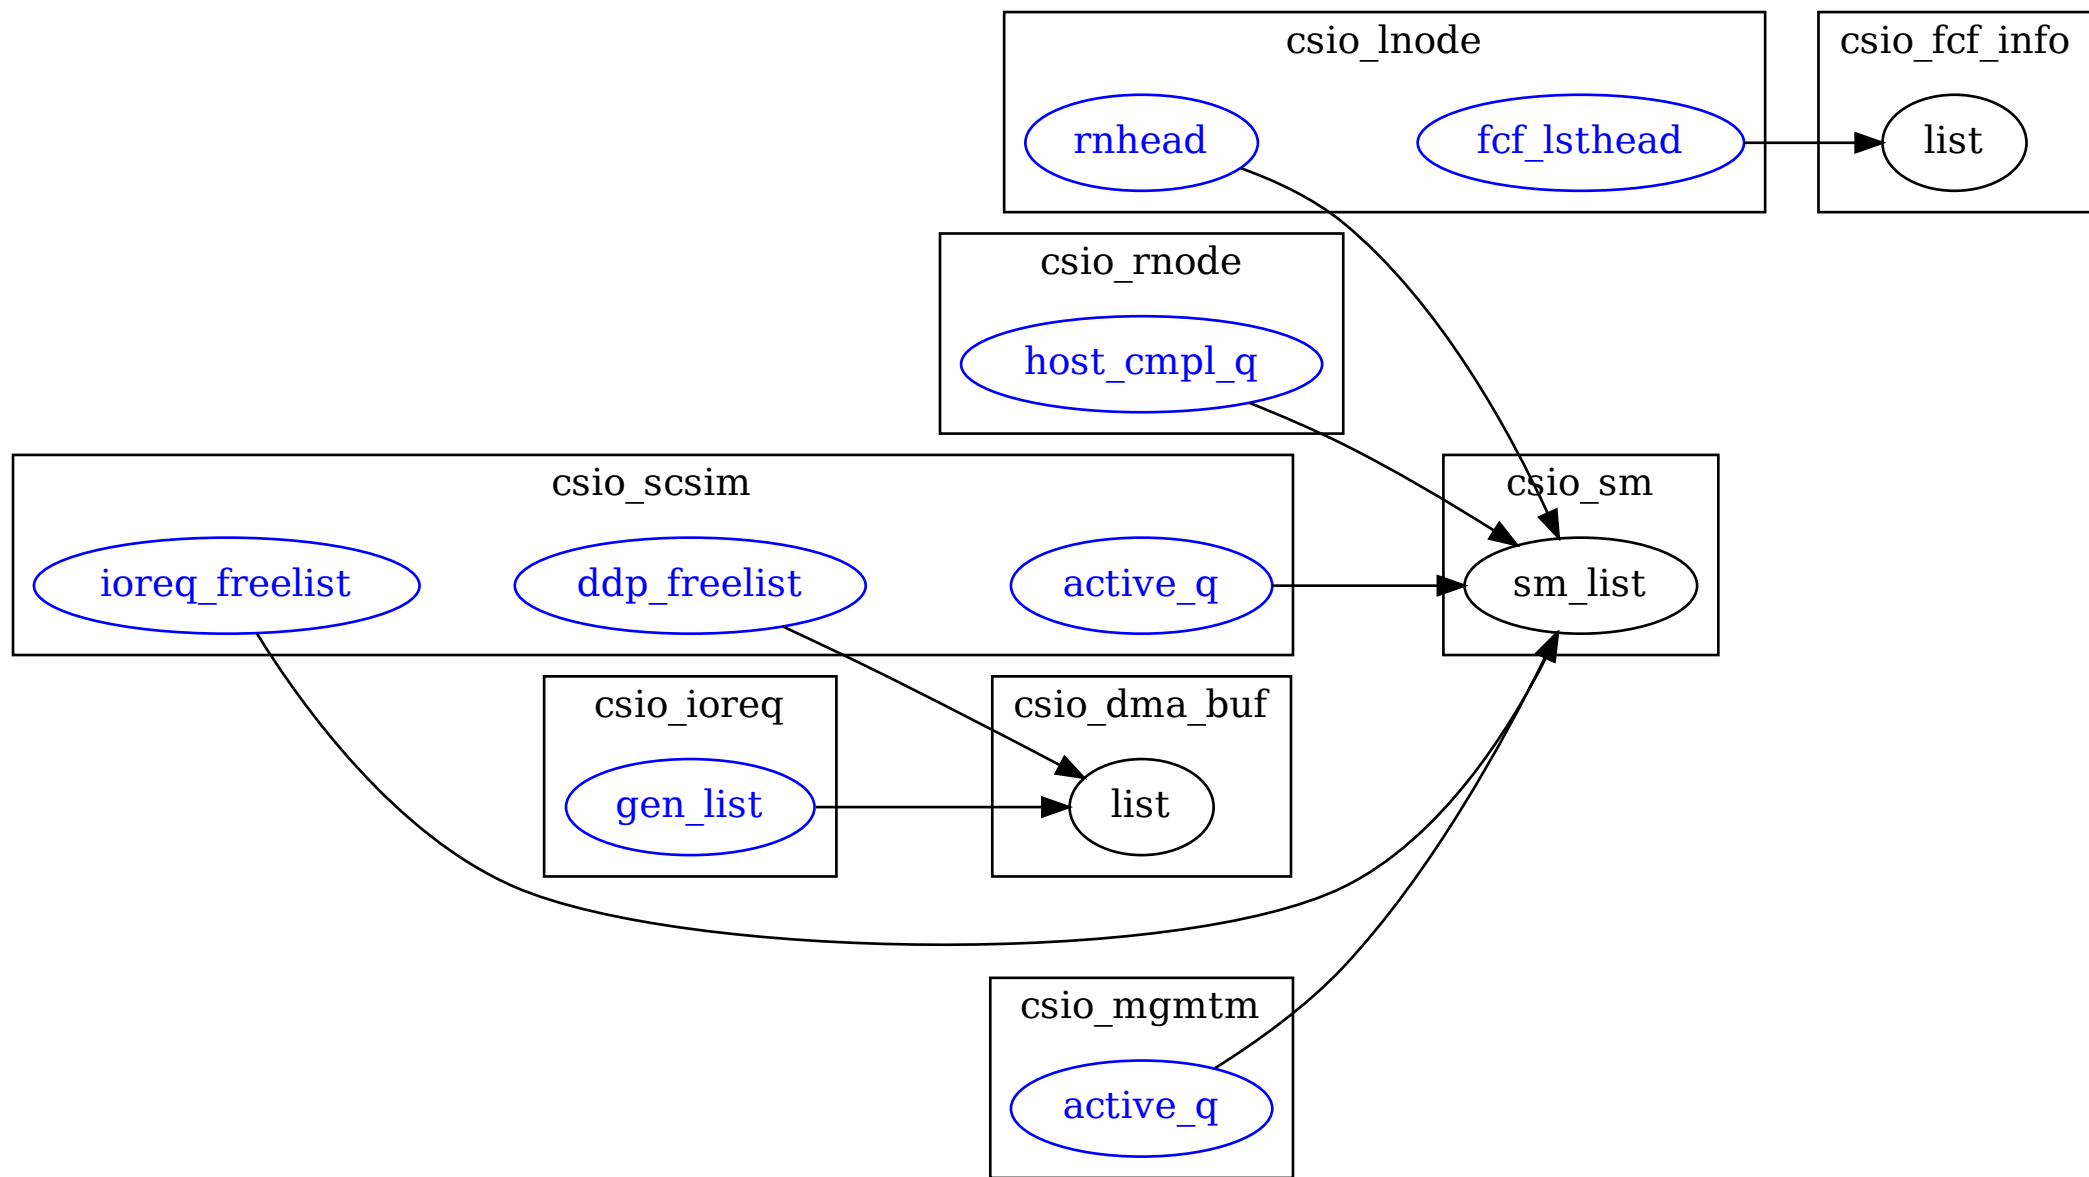 csio_lnode
csio_fcf_info
rnhead
fcf_lsthead
list
csio_rnode
host_cmpl_q
csio_scsim
csio_sm
ioreq_freelist
ddp_freelist
active_q
sm_list
csio_ioreq
csio_dma_buf
gen_list
list
csio_mgmtm
active_q